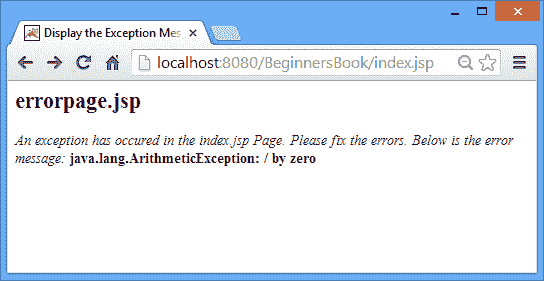 Display the Exception Mes
localhost:8080/BeginnersBook/index.jsp
errorpage.jsp
An exception has occured in the index.jsp Page. Please fix the errors. Below is the error
message: java.lang.ArithmeticException: / by zero